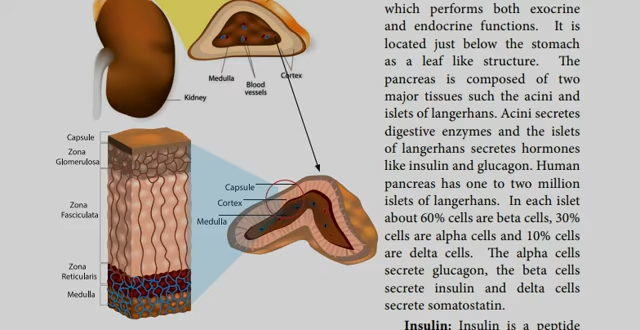 Medulla
Blood
vessels
Cortex
Kidney
Capsule
Zona
Glomerulosa
Zona
Fasciculata
Zona
Reticularis
Medulla
Capsule
Cortex
Medulla
which performs both exocrine
and endocrine functions. It is
located just below the stomach
as a leaf like structure. The
pancreas is composed of two
major tissues such the acini and
islets of langerhans. Acini secretes
digestive enzymes and the islets
of langerhans secretes hormones
like insulin and glucagon. Human
pancreas has one to two million
islets of langerhans. In each islet
about 60% cells are beta cells, 30%
cells are alpha cells and 10% cells
are delta cells. The alpha cells
secrete glucagon, the beta cells
secrete insulin and delta cells
secrete somatostatin.
Insulin: Insulin is a peptide